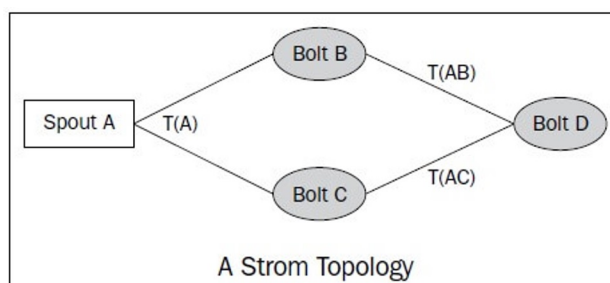 Bolt B
T(AB)
Spout A
T(A)
Bolt D
T(AC)
Bolt C
A Strom Topology